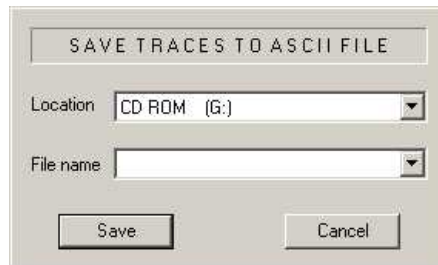 SAVE TRACES TO ASCII FILE
Location CD ROM (G:)
File name
Save Cancel